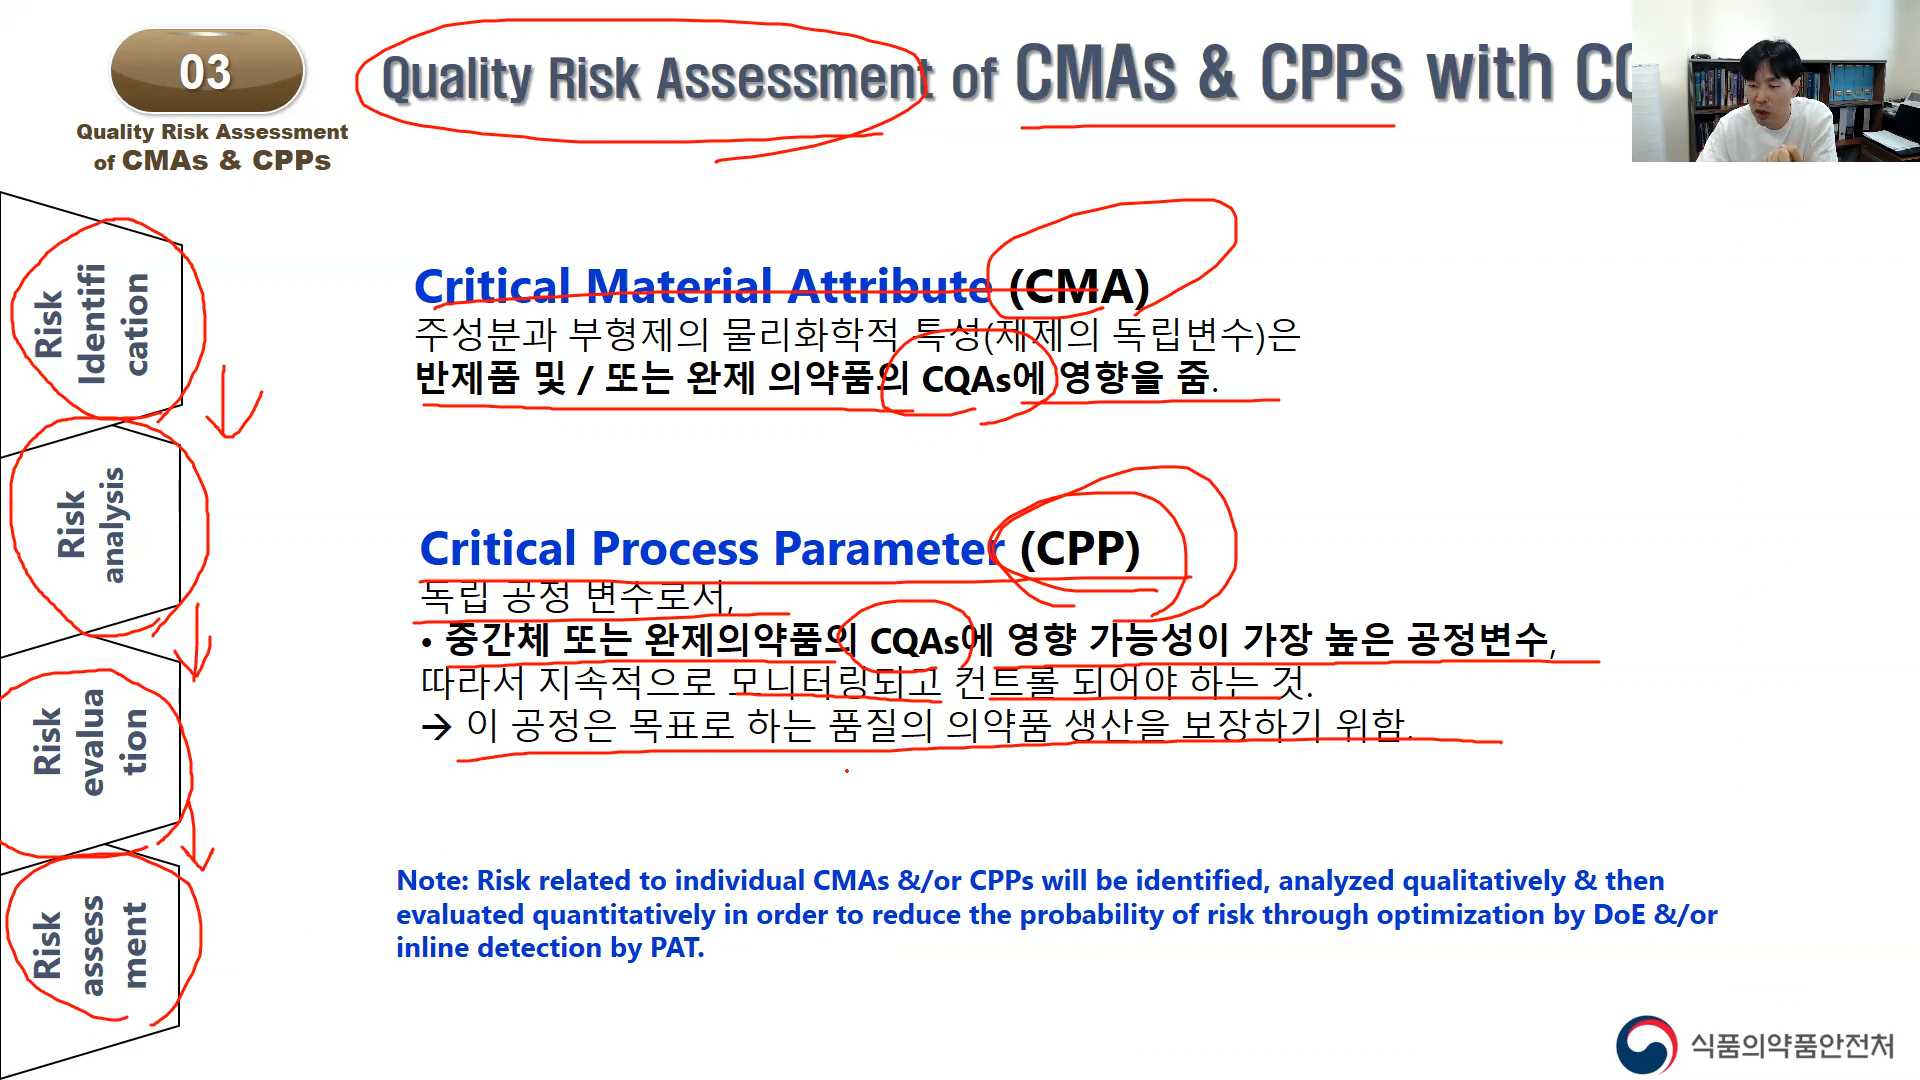 03
Quality Risk Assessment of CMAs & CPPs with
Quality Risk Assessment
of CMAs & CPPs
Risk
Identifi
cation
Risk
analysis
Risk
evalua
tion
Risk
assess
ment
Critical Material Attribute (CMA)
주성분과 부형제의 물리화학적 특성(제제의 독립변수)은
반제품 및 / 또는 완제 의약품의 CQAs에 영향을 줌.
Critical Process Parameter (CPP)
독립 공정 변수로서,
• 중간체 또는 완제의약품의 CQAs에 영향 가능성이 가장 높은 공정변수,
따라서 지속적으로 모니터링되고 컨트롤 되어야 하는 것.
→ 이 공정은 목표로 하는 품질의 의약품 생산을 보장하기 위함.
Note: Risk related to individual CMAs &/or CPPs will be identified, analyzed qualitatively & then
evaluated quantitatively in order to reduce the probability of risk through optimization by DoE &/or
inline detection by PAT.
식품의약품안전처